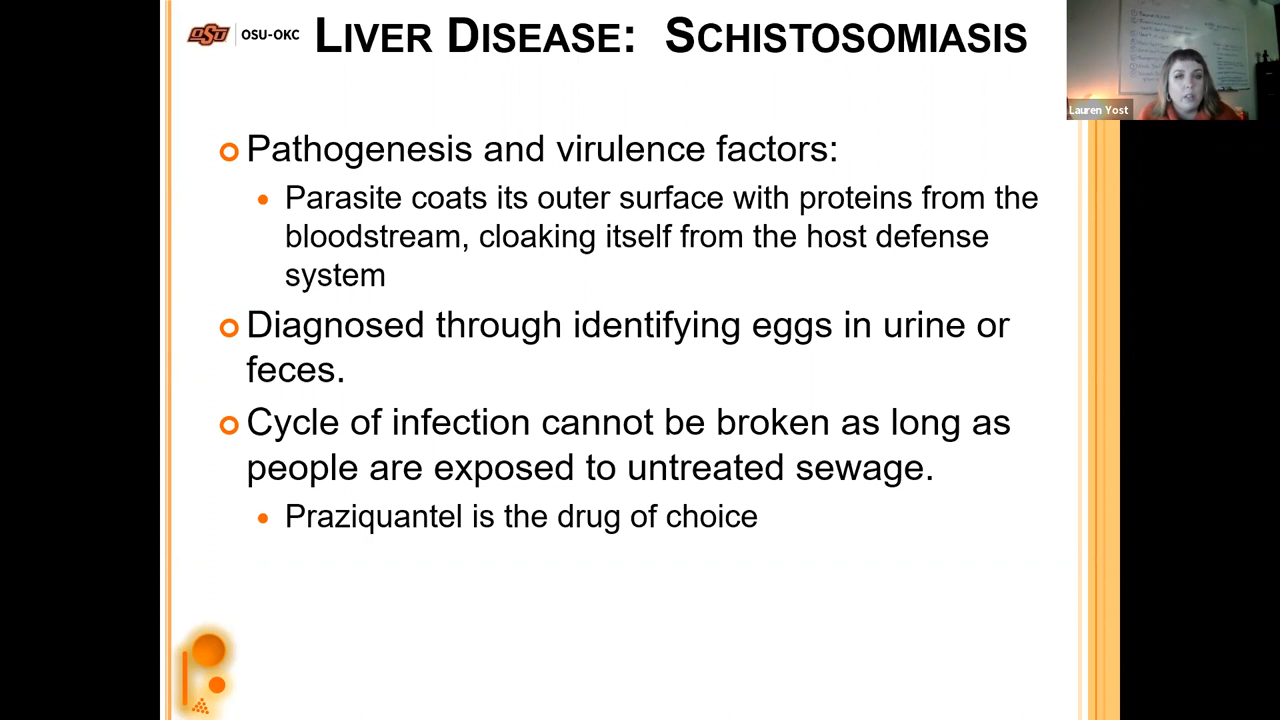 OSU OSU-OKC LIVER DISEASE: SCHISTOSOMIASIS
Lauren Yost
Pathogenesis and virulence factors:
Parasite coats its outer surface with proteins from the
bloodstream, cloaking itself from the host defense
system
Diagnosed through identifying eggs in urine or
feces.
Cycle of infection cannot be broken as long as
people are exposed to untreated sewage.
Praziquantel is the drug of choice